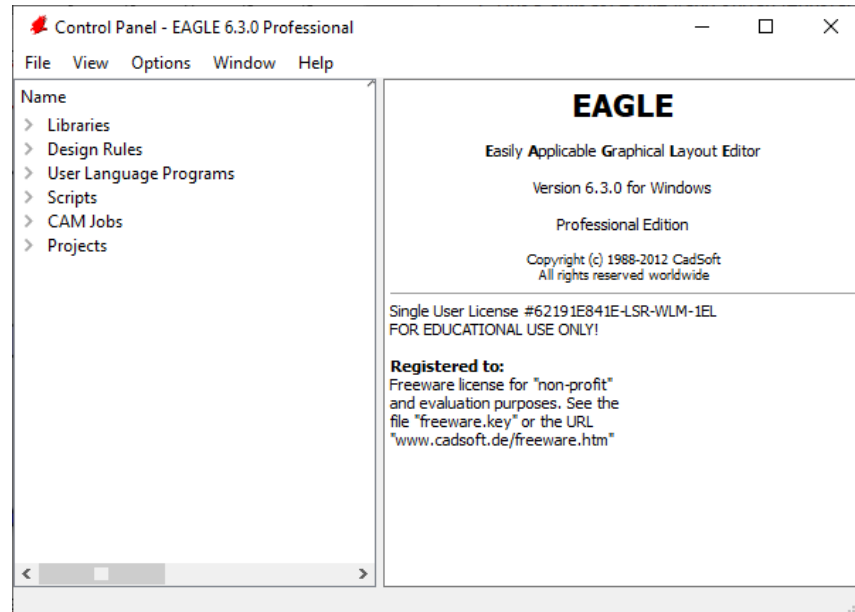 Control Panel - EAGLE 6.3.0 Professional
File View Options Window Help
Name
Libraries
Design Rules
User Language Programs
Scripts
CAM Jobs
Projects
EAGLE
Easily Applicable Graphical Layout Editor
Version 6.3.0 for Windows
Professional Edition
Copyright (c) 1988-2012 CadSoft
All rights reserved worldwide
Single User License #62191E841E-LSR-WLM-1EL
FOR EDUCATIONAL USE ONLY!
Registered to:
Freeware license for "non-profit"
and evaluation purposes. See the
file "freeware.key" or the URL
"www.cadsoft.de/freeware.htm"